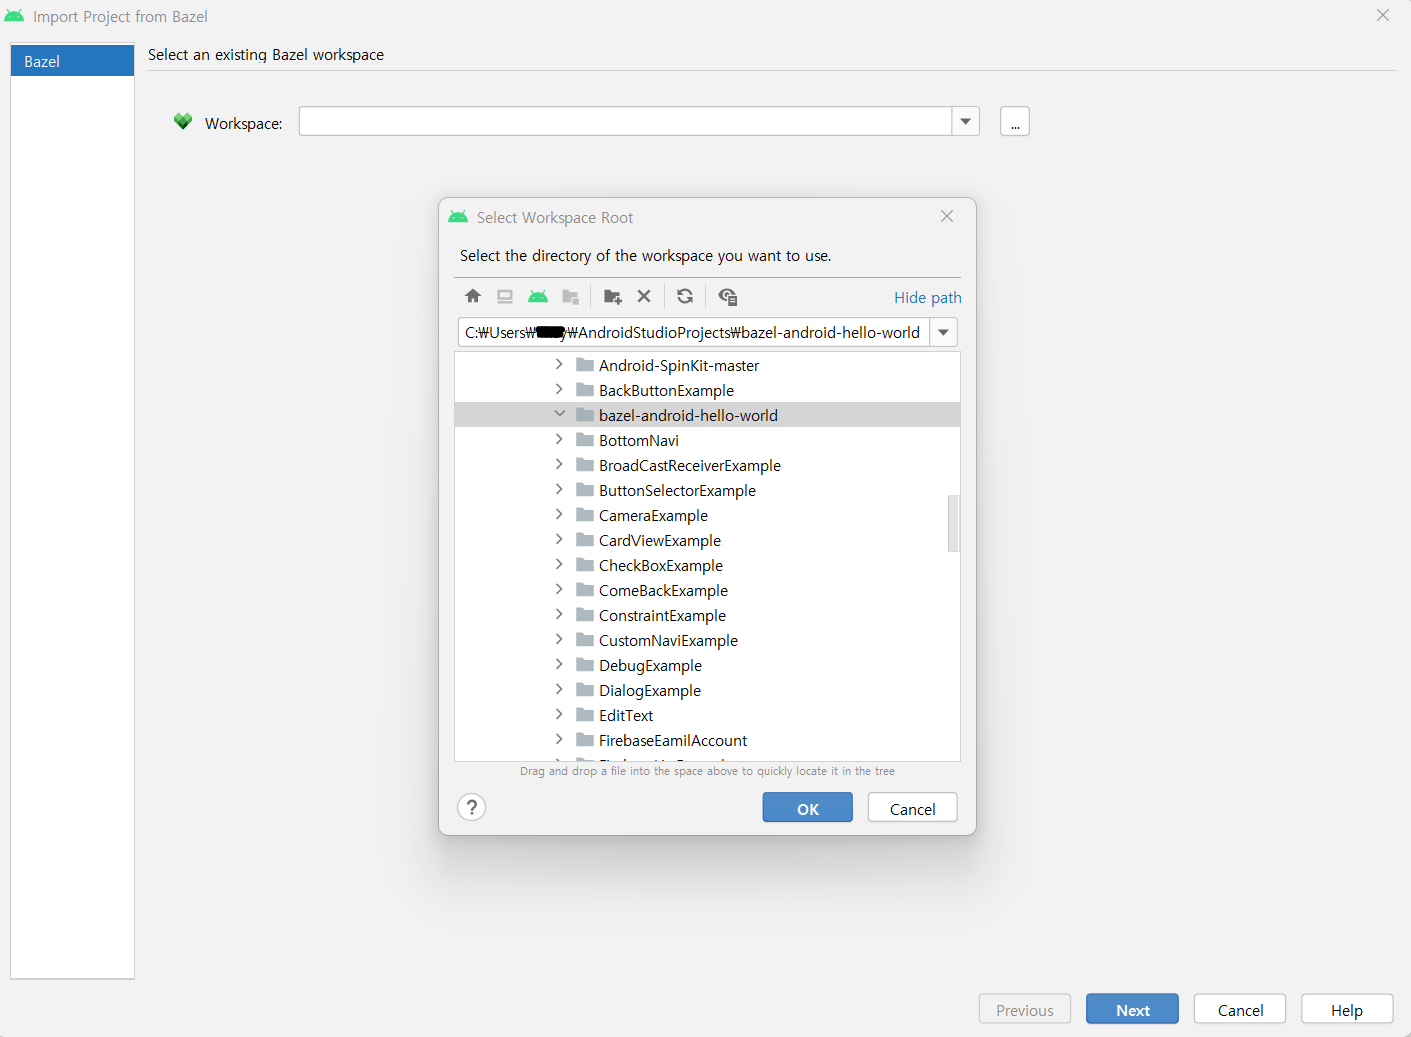 Import Project from Bazel
Bazel
Select an existing Bazel workspace
Workspace:
...
Select Workspace Root
Select the directory of the workspace you want to use.
Hide path
C:₩Users₩ y₩AndroidStudioProjects₩bazel-android-hello-world
Android-SpinKit-master
BackButtonExample
bazel-android-hello-world
BottomNavi
BroadCastReceiverExample
ButtonSelectorExample
CameraExample
CardViewExample
CheckBoxExample
ComeBackExample
ConstraintExample
CustomNaviExample
DebugExample
DialogExample
EditText
FirebaseEamilAccount
Drag and drop a file into the space above to quickly locate it in the tree
?
OK
Cancel
Previous
Next
Cancel
Help